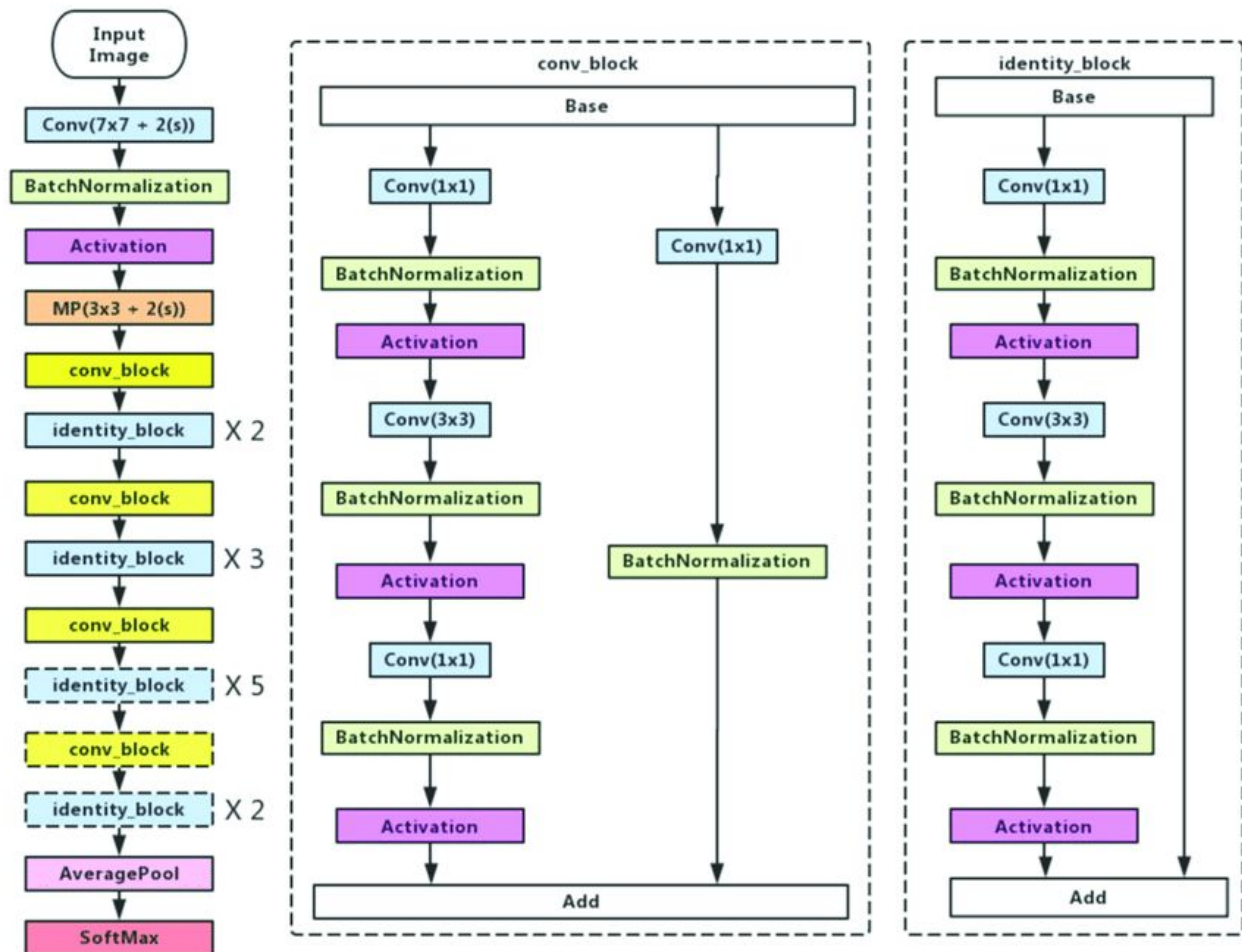 Input
Image
Conv(7x7 + 2(s))
BatchNormalization
Activation
MP(3x3 + 2(s))
conv_block
identity_block X 2
conv_block
identity_block X 3
conv_block
identity_block X 5
conv_block
identity_block X 2
AveragePool
SoftMax
conv_block
Base
Conv(1x1)
BatchNormalization
Activation
Conv(3x3)
BatchNormalization
Activation
Conv(1x1)
BatchNormalization
Activation
Conv(1x1)
BatchNormalization
Add
identity_block
Base
Conv(1x1)
BatchNormalization
Activation
Conv(3x3)
BatchNormalization
Activation
Conv(1x1)
BatchNormalization
Activation
Add